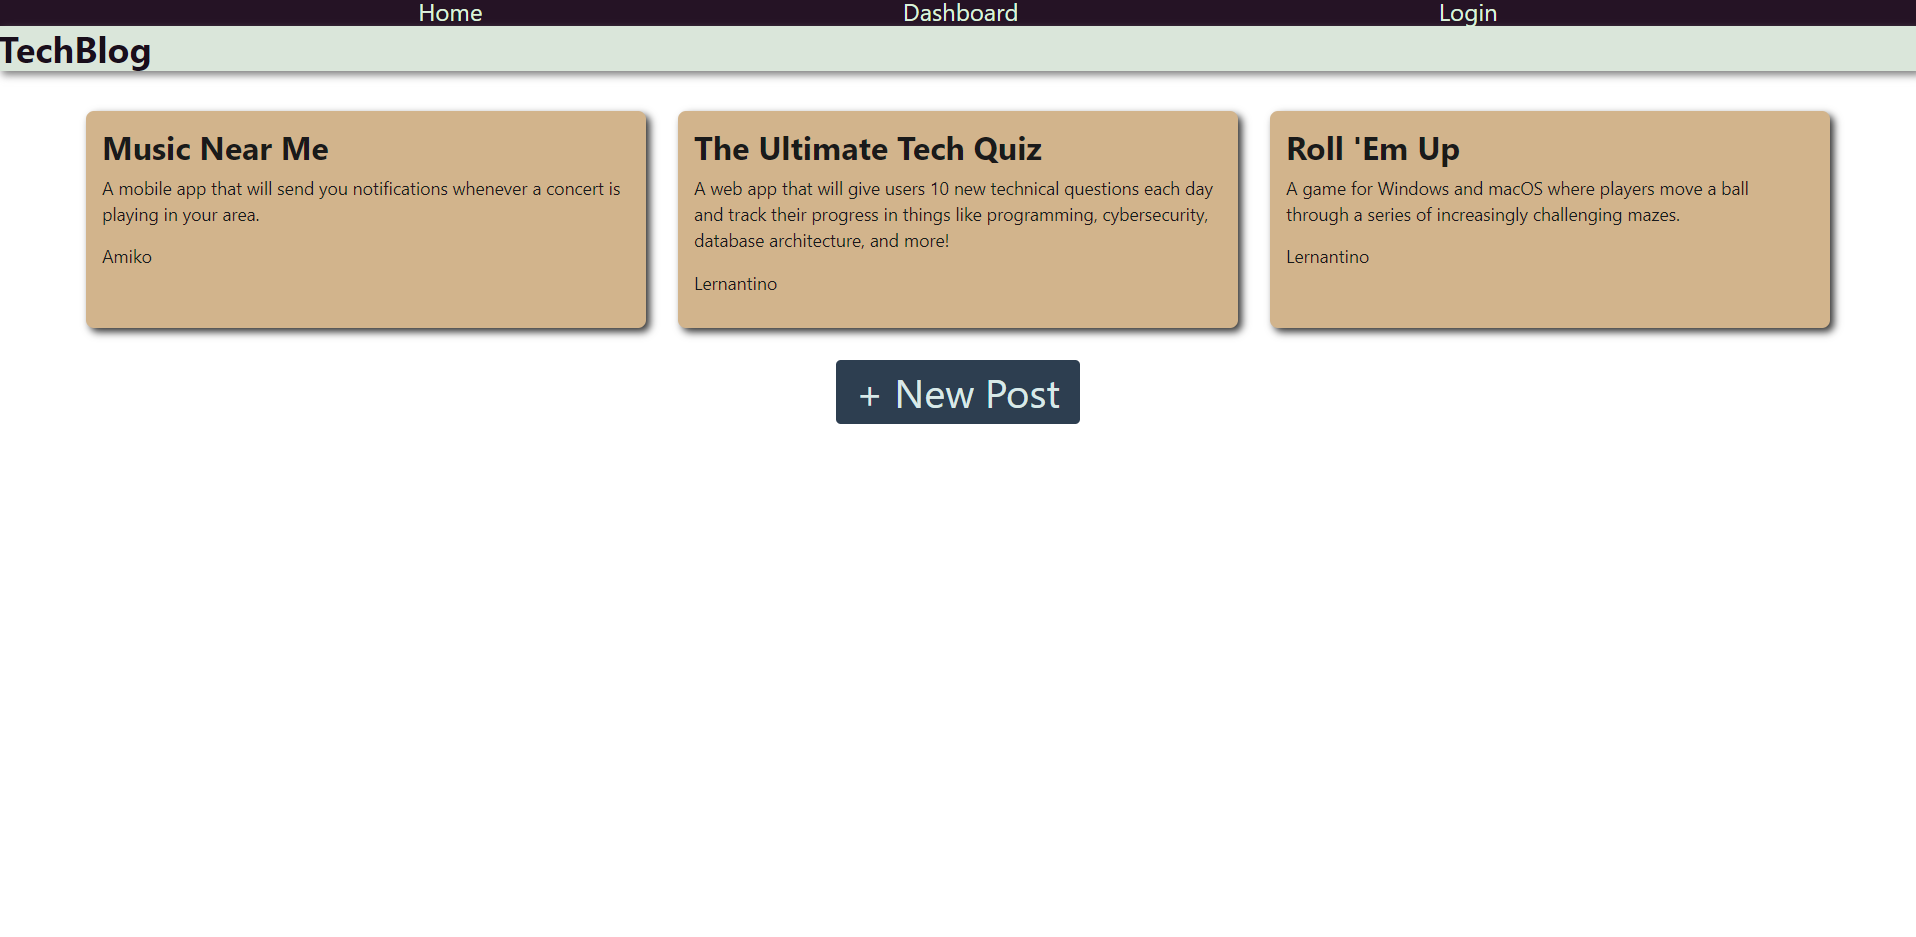 Home Dashboard Login
TechBlog
Music Near Me
A mobile app that will send you notifications whenever a concert is
playing in your area.
Amiko
The Ultimate Tech Quiz
A web app that will give users 10 new technical questions each day
and track their progress in things like programming, cybersecurity,
database architecture, and more!
Lernantino
Roll 'Em Up
A game for Windows and macOS where players move a ball
through a series of increasingly challenging mazes.
Lernantino
+ New Post